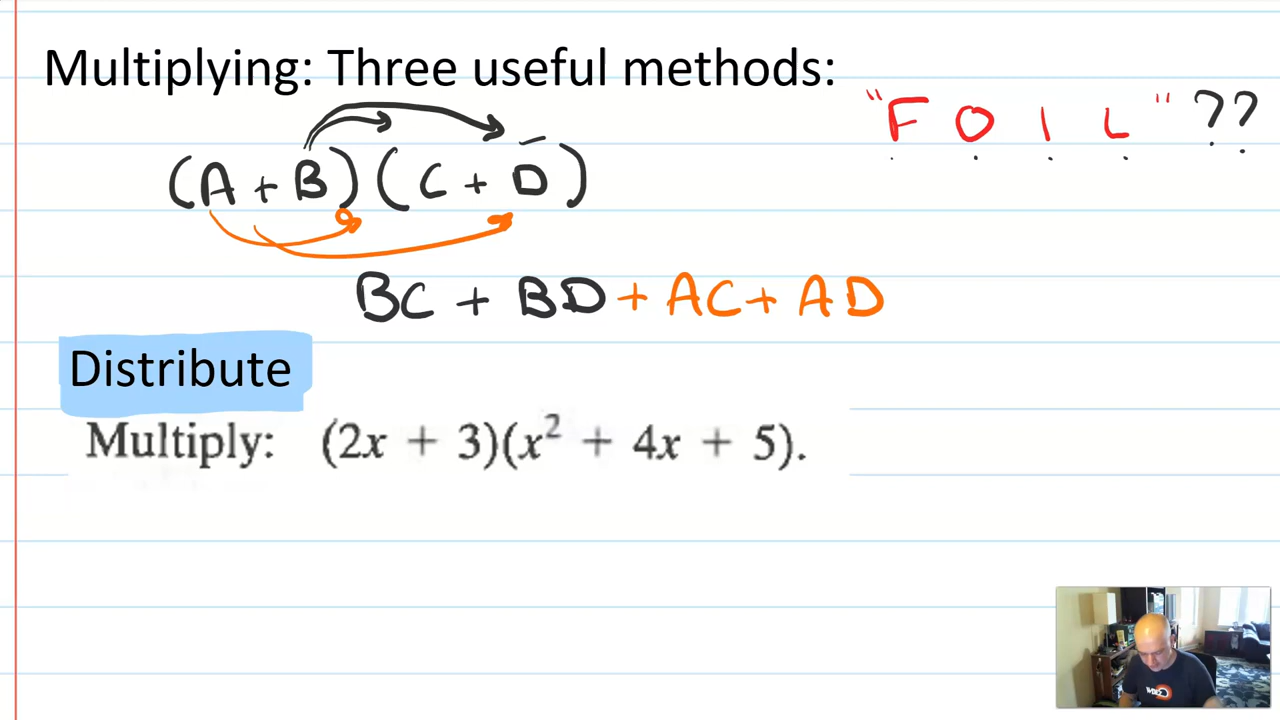 Multiplying: Three useful methods:
"F O I L" ??
(A + B)(C + D)
BC + BD + AC + AD
Distribute
Multiply: (2x + 3)(x² + 4x + 5).